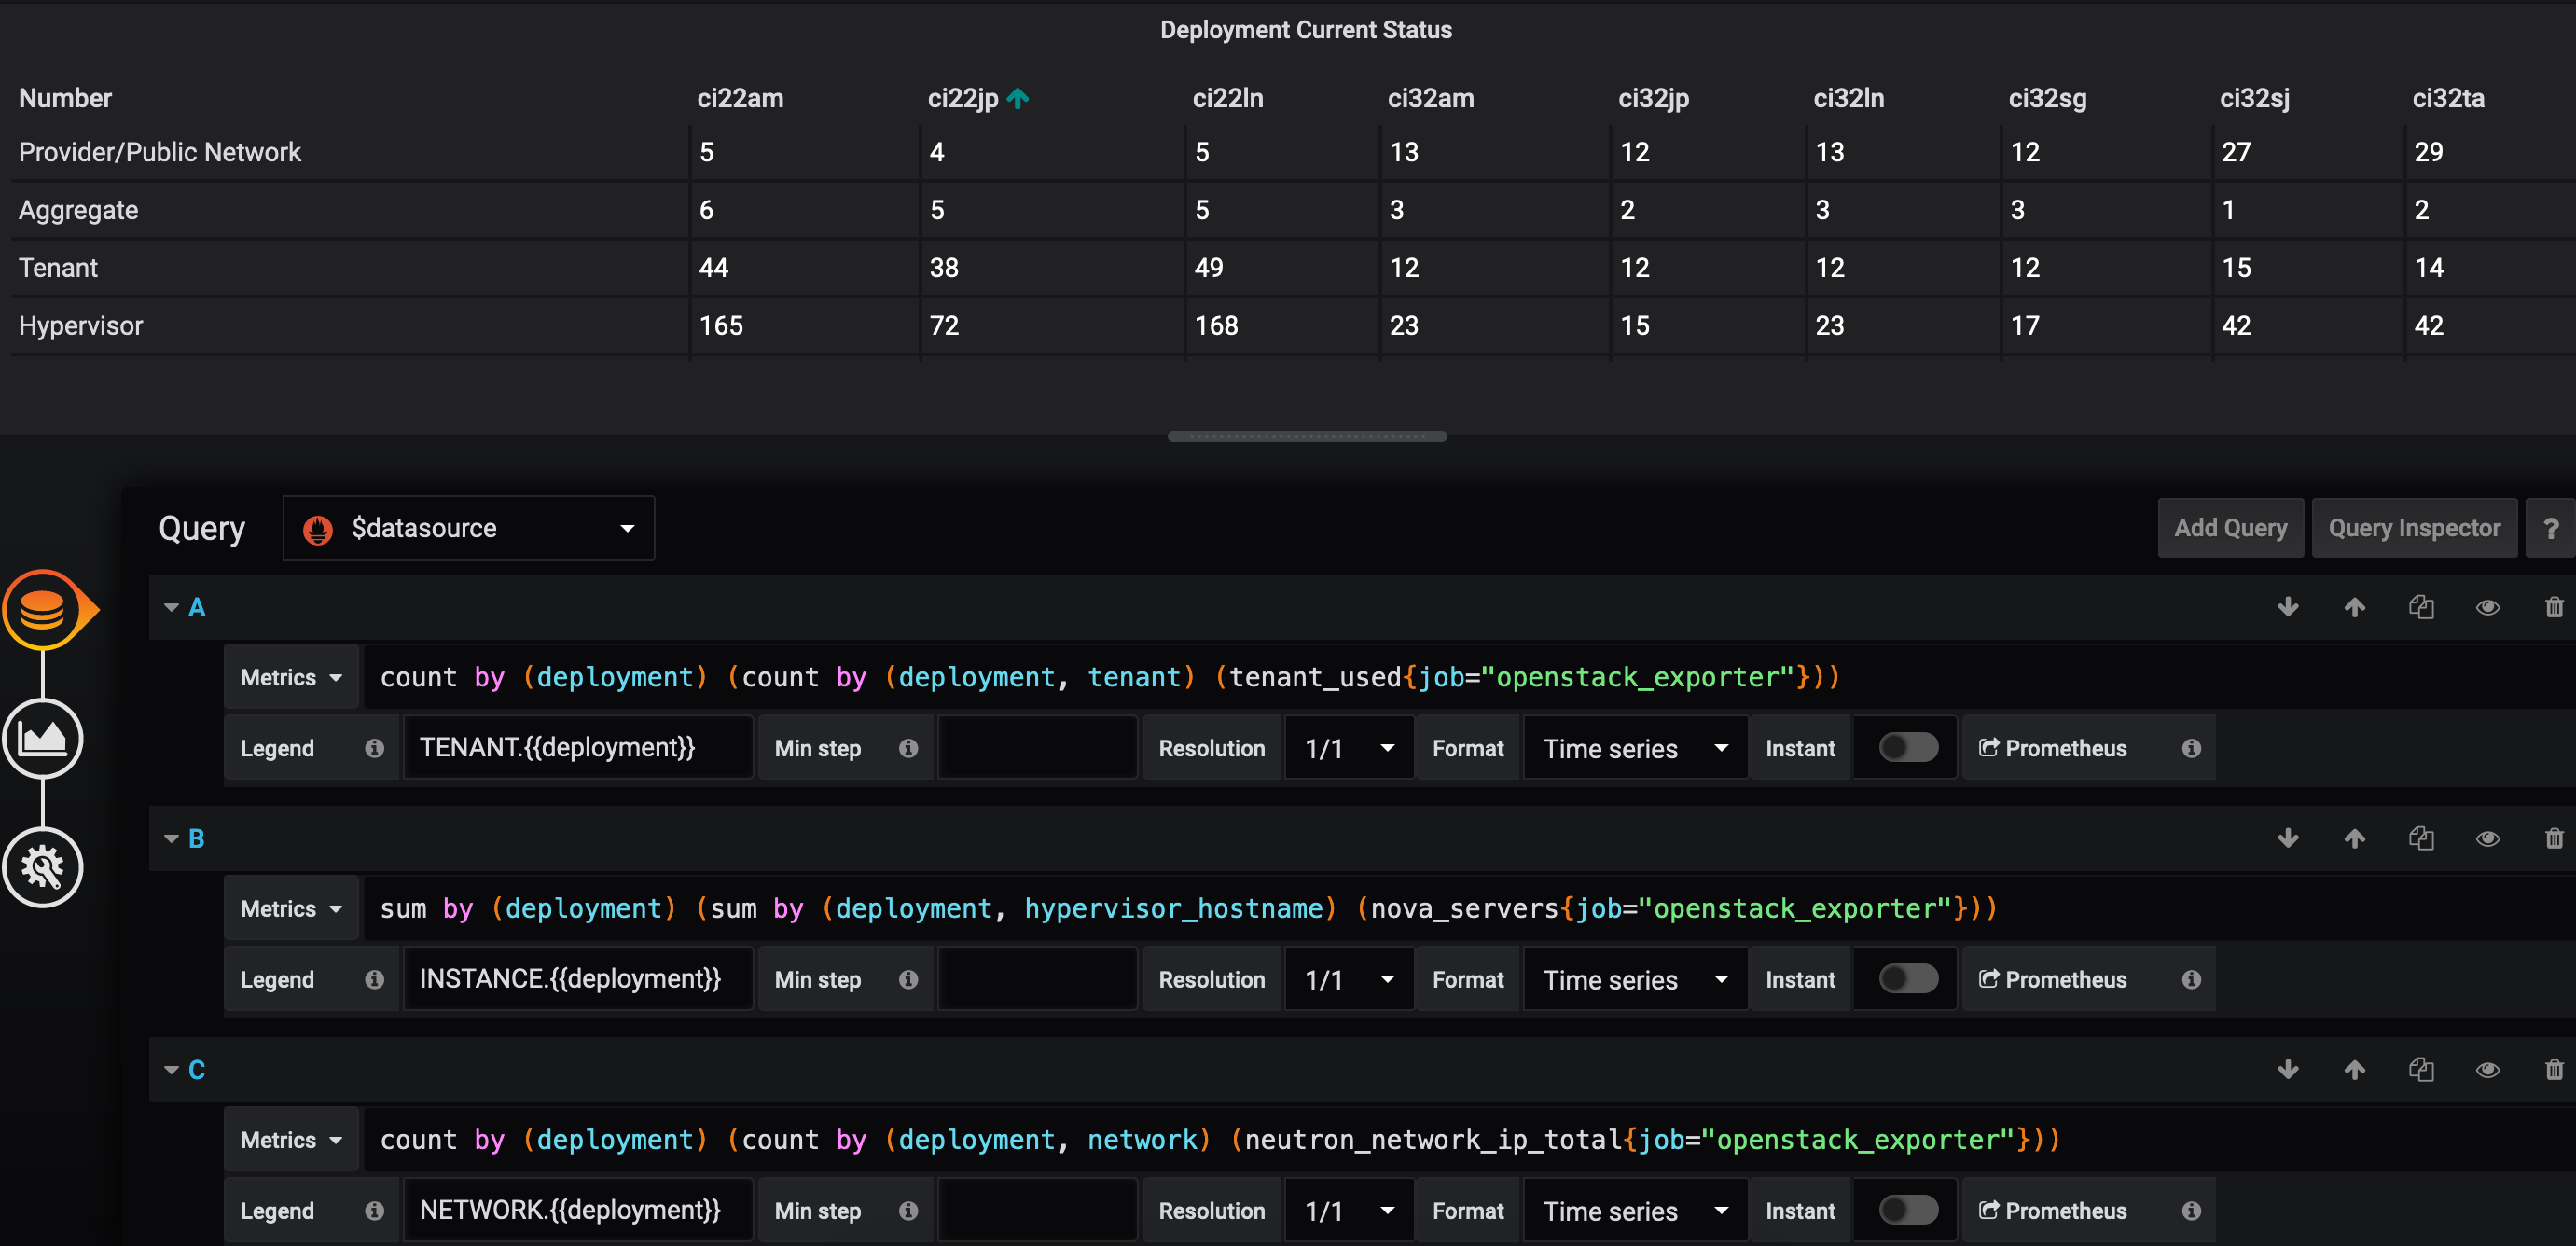 Deployment Current Status
Number ci22am ci22jp ci22ln ci32am ci32jp ci32ln ci32sg ci32sj ci32ta
Provider/Public Network 5 4 5 13 12 13 12 27 29
Aggregate 6 5 5 3 2 3 3 1 2
Tenant 44 38 49 12 12 12 12 15 14
Hypervisor 165 72 168 23 15 23 17 42 42
Query $datasource Add Query Query Inspector ?
A
Metrics count by (deployment) (count by (deployment, tenant) (tenant_used{job="openstack_exporter"}))
Legend TENANT.{{deployment}} Min step Resolution 1/1 Format Time series Instant Prometheus
B
Metrics sum by (deployment) (sum by (deployment, hypervisor_hostname) (nova_servers{job="openstack_exporter"}))
Legend INSTANCE.{{deployment}} Min step Resolution 1/1 Format Time series Instant Prometheus
C
Metrics count by (deployment) (count by (deployment, network) (neutron_network_ip_total{job="openstack_exporter"}))
Legend NETWORK.{{deployment}} Min step Resolution 1/1 Format Time series Instant Prometheus